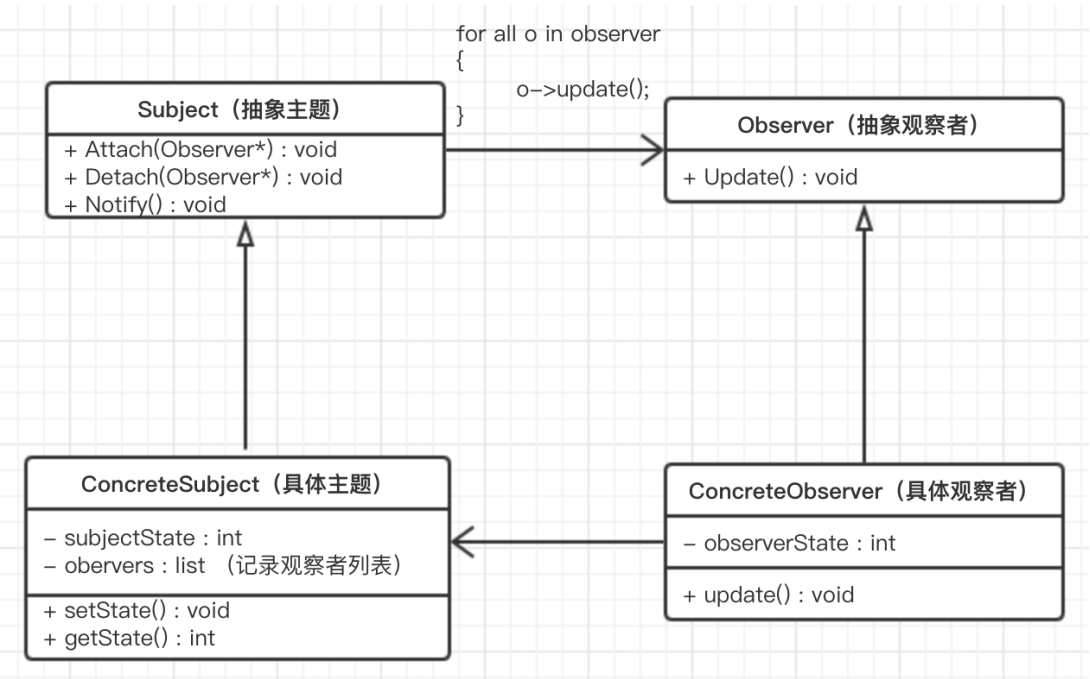 for all o in observer
{
o->update();
}
Subject（抽象主题）
+ Attach(Observer*) : void
+ Detach(Observer*) : void
+ Notify() : void
Observer（抽象观察者）
+ Update() : void
ConcreteSubject（具体主题）
- subjectState : int
- obervers : list （记录观察者列表）
+ setState() : void
+ getState() : int
ConcreteObserver（具体观察者）
- observerState : int
+ update() : void